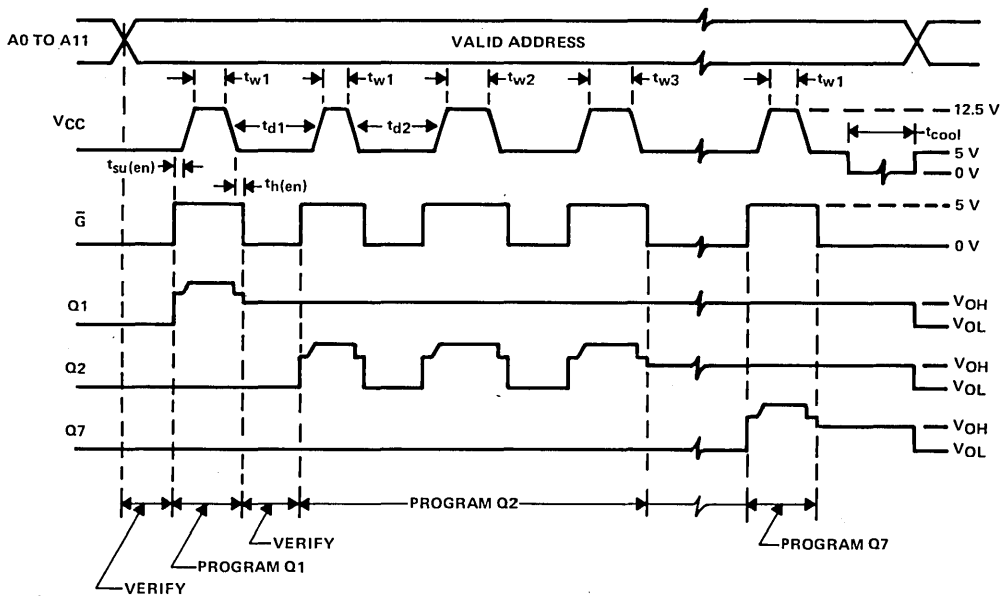 A0 TO A11
VALID ADDRESS
tw1 tw1 tw2 tw3 tw1
12.5 V
VCC
td1 td2 tcool
5 V
0 V
tsu(en)
th(en)
5 V
G̅
0 V
Q1
VOH
VOL
Q2
VOH
VOL
Q7
VOH
VOL
PROGRAM Q2
VERIFY
PROGRAM Q7
PROGRAM Q1
VERIFY